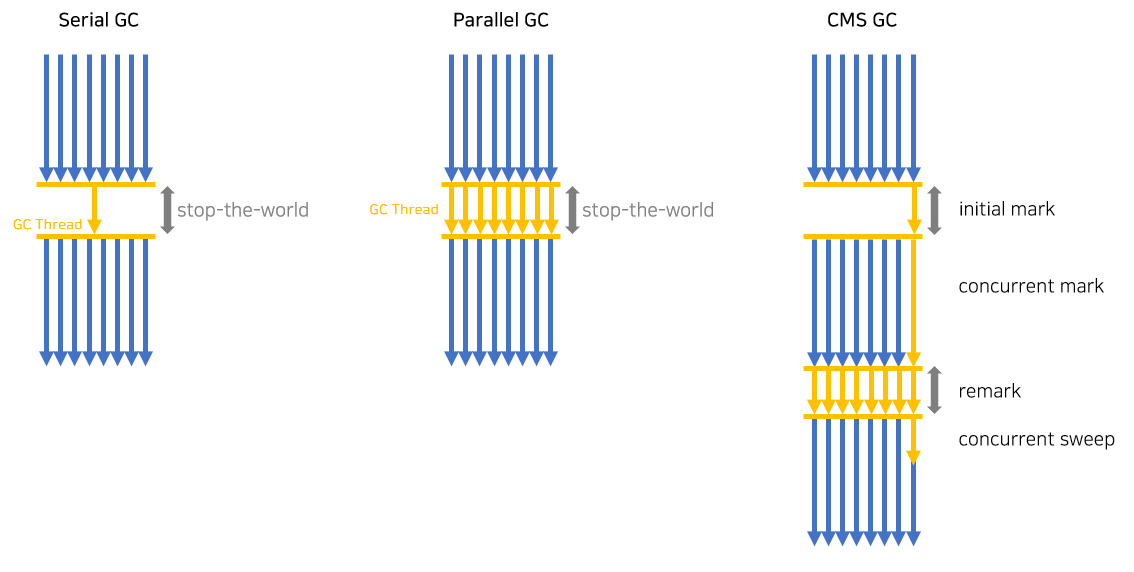 Serial GC
GC Thread
stop-the-world
Parallel GC
GC Thread
stop-the-world
CMS GC
initial mark
concurrent mark
remark
concurrent sweep